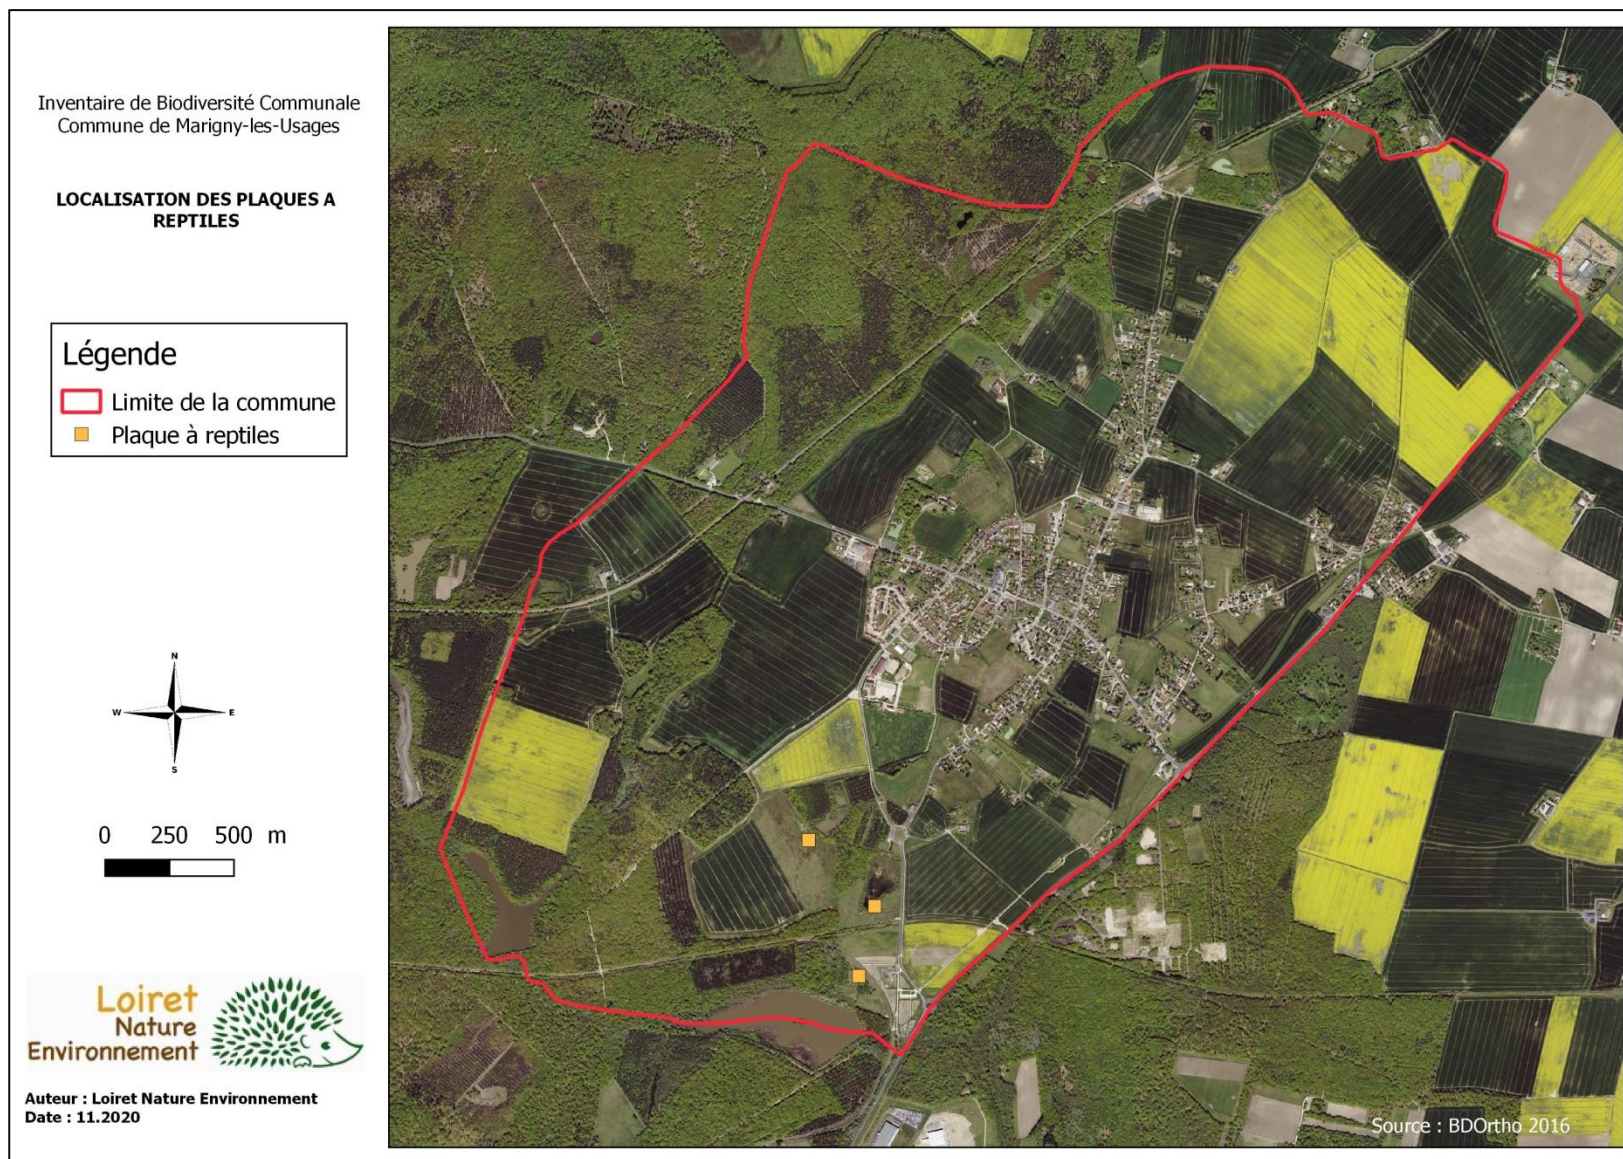 Inventaire de Biodiversité Communale
Commune de Marigny-les-Usages
LOCALISATION DES PLAQUES A
REPTILES
Légende
Limite de la commune
Plaque à reptiles
N
W E
S
0 250 500 m
Loiret
Nature
Environnement
Auteur : Loiret Nature Environnement
Date : 11.2020
Source : BDOrtho 2016